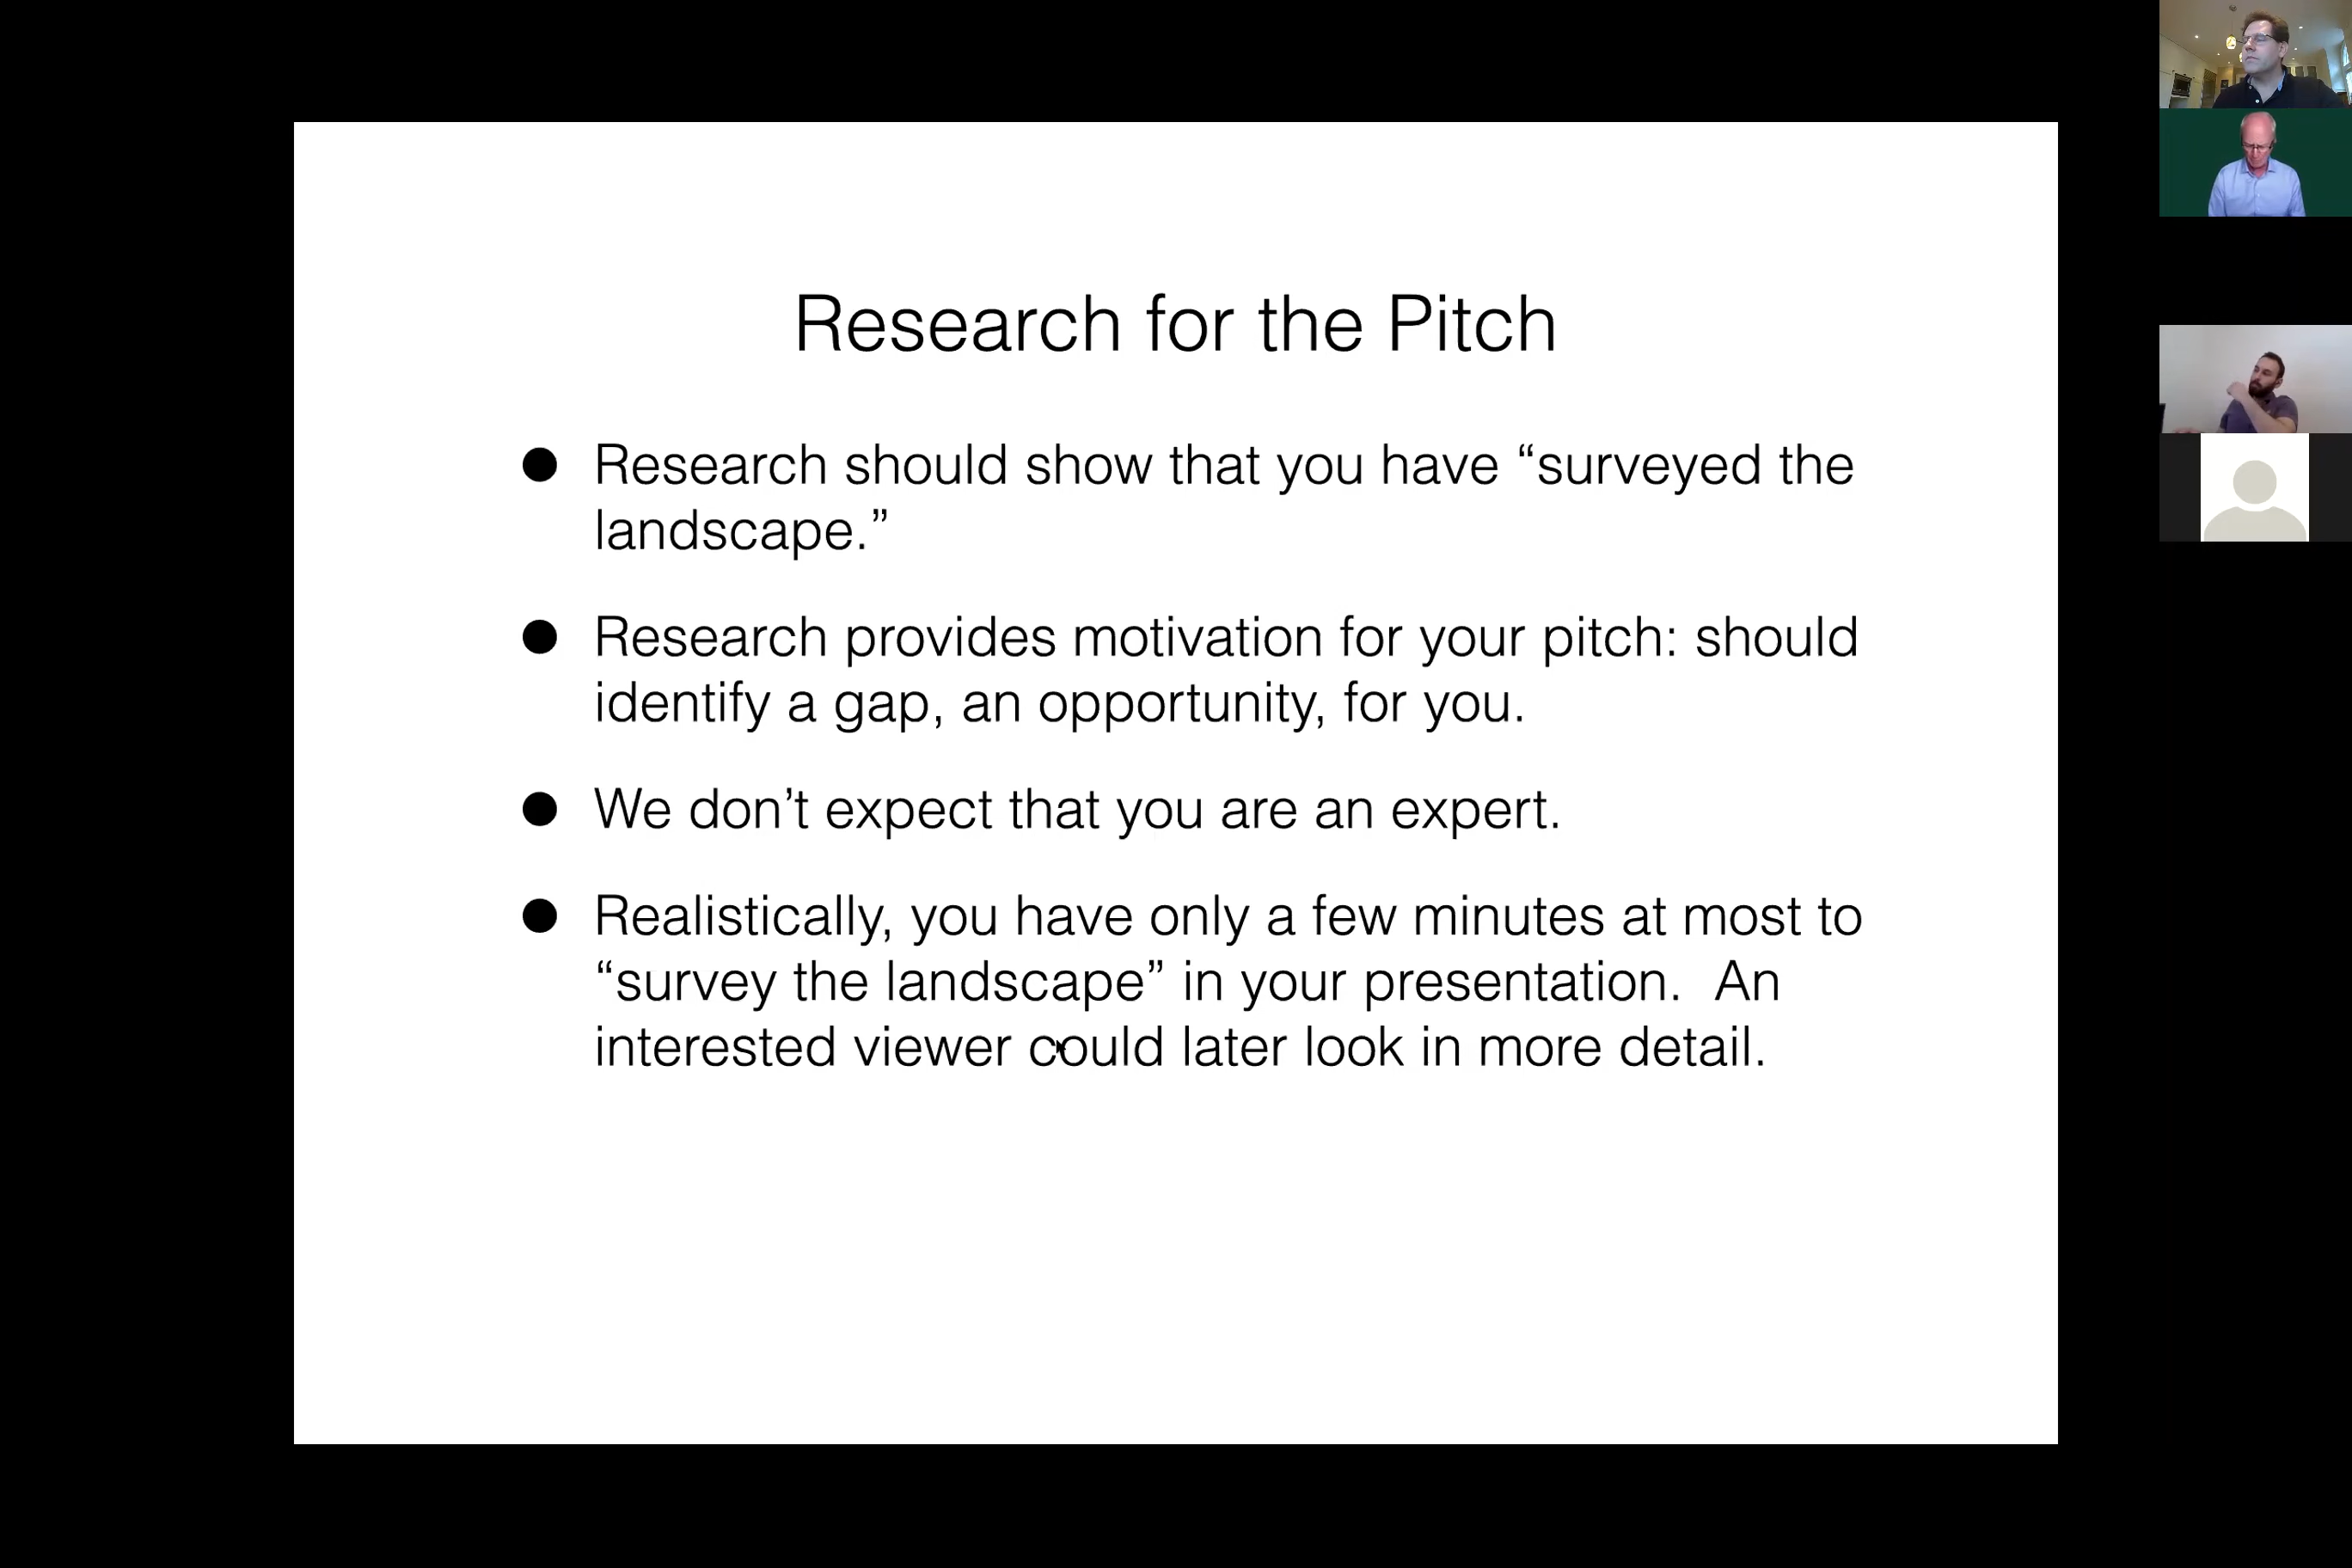 Research for the Pitch
● Research should show that you have “surveyed the
landscape.”
● Research provides motivation for your pitch: should
identify a gap, an opportunity, for you.
● We don’t expect that you are an expert.
● Realistically, you have only a few minutes at most to
“survey the landscape” in your presentation.  An
interested viewer could later look in more detail.